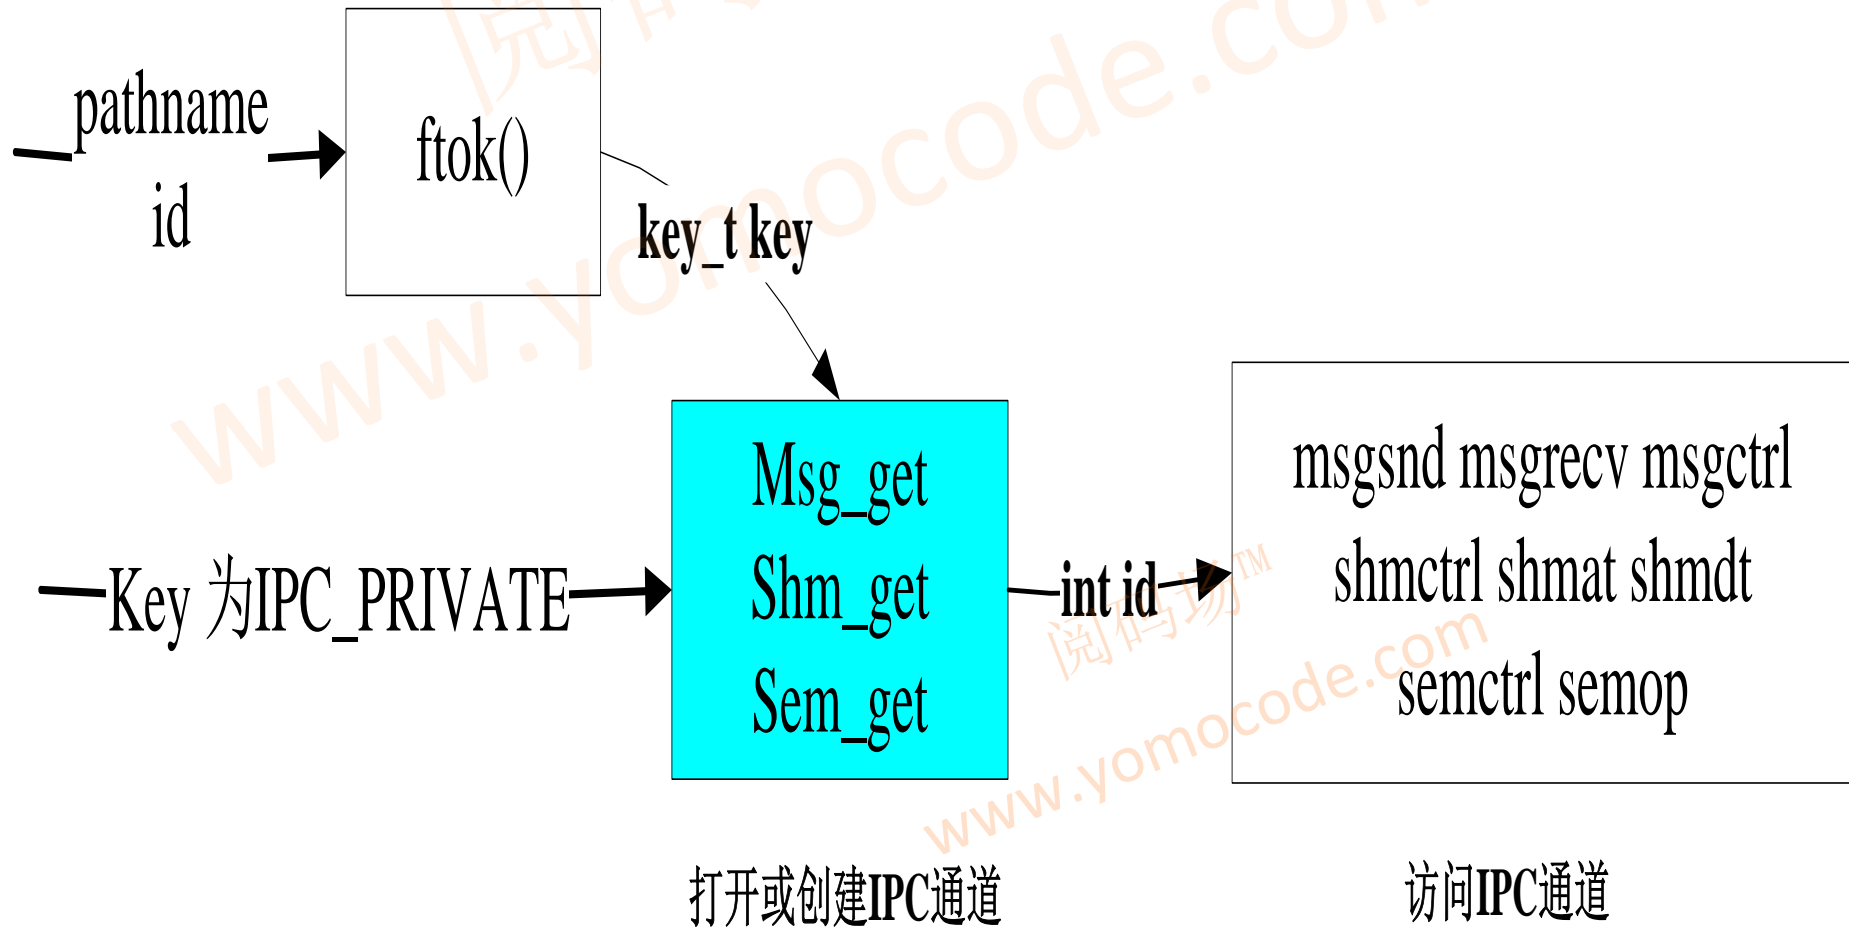 pathname
id
ftok()
key_t key
Key 为IPC_PRIVATE
Msg_get
Shm_get
Sem_get
int id
msgsnd msgrecv msgctrl
shmctrl shmat shmdt
semctrl semop
打开或创建IPC通道
访问IPC通道
www.yomocode.com
阅码场™
www.yomocode.com